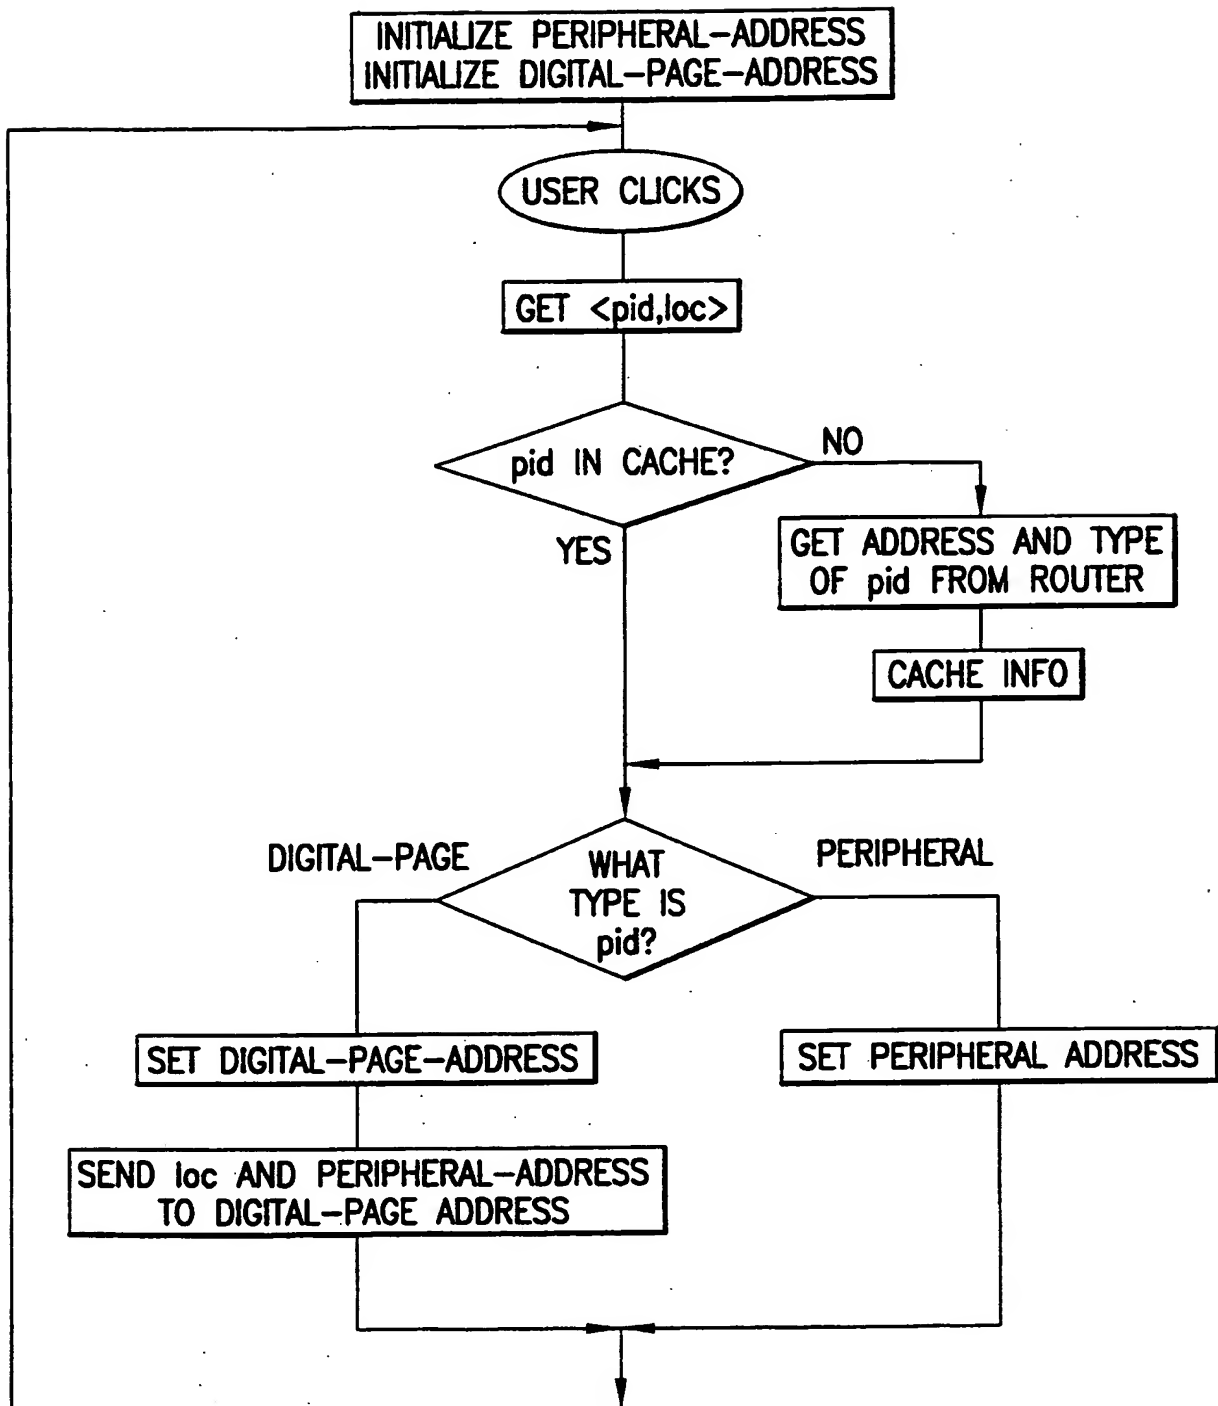 INITIALIZE PERIPHERAL-ADDRESS
INITIALIZE DIGITAL-PAGE-ADDRESS
USER CLICKS
GET <pid,loc>
pid IN CACHE?
NO
YES
GET ADDRESS AND TYPE
OF pid FROM ROUTER
CACHE INFO
WHAT
TYPE IS
pid?
DIGITAL-PAGE
PERIPHERAL
SET DIGITAL-PAGE-ADDRESS
SET PERIPHERAL ADDRESS
SEND loc AND PERIPHERAL-ADDRESS
TO DIGITAL-PAGE ADDRESS